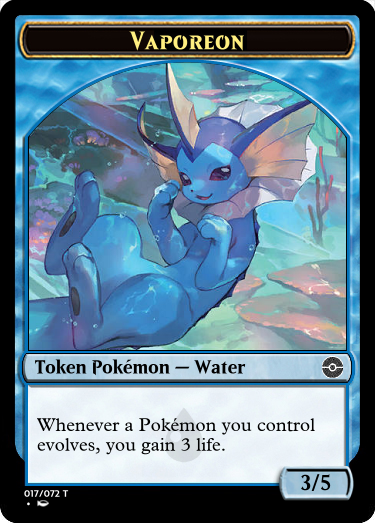 VAPOREON
Token Pokémon — Water
Whenever a Pokémon you control
evolves, you gain 3 life.
3/5
017/072 T